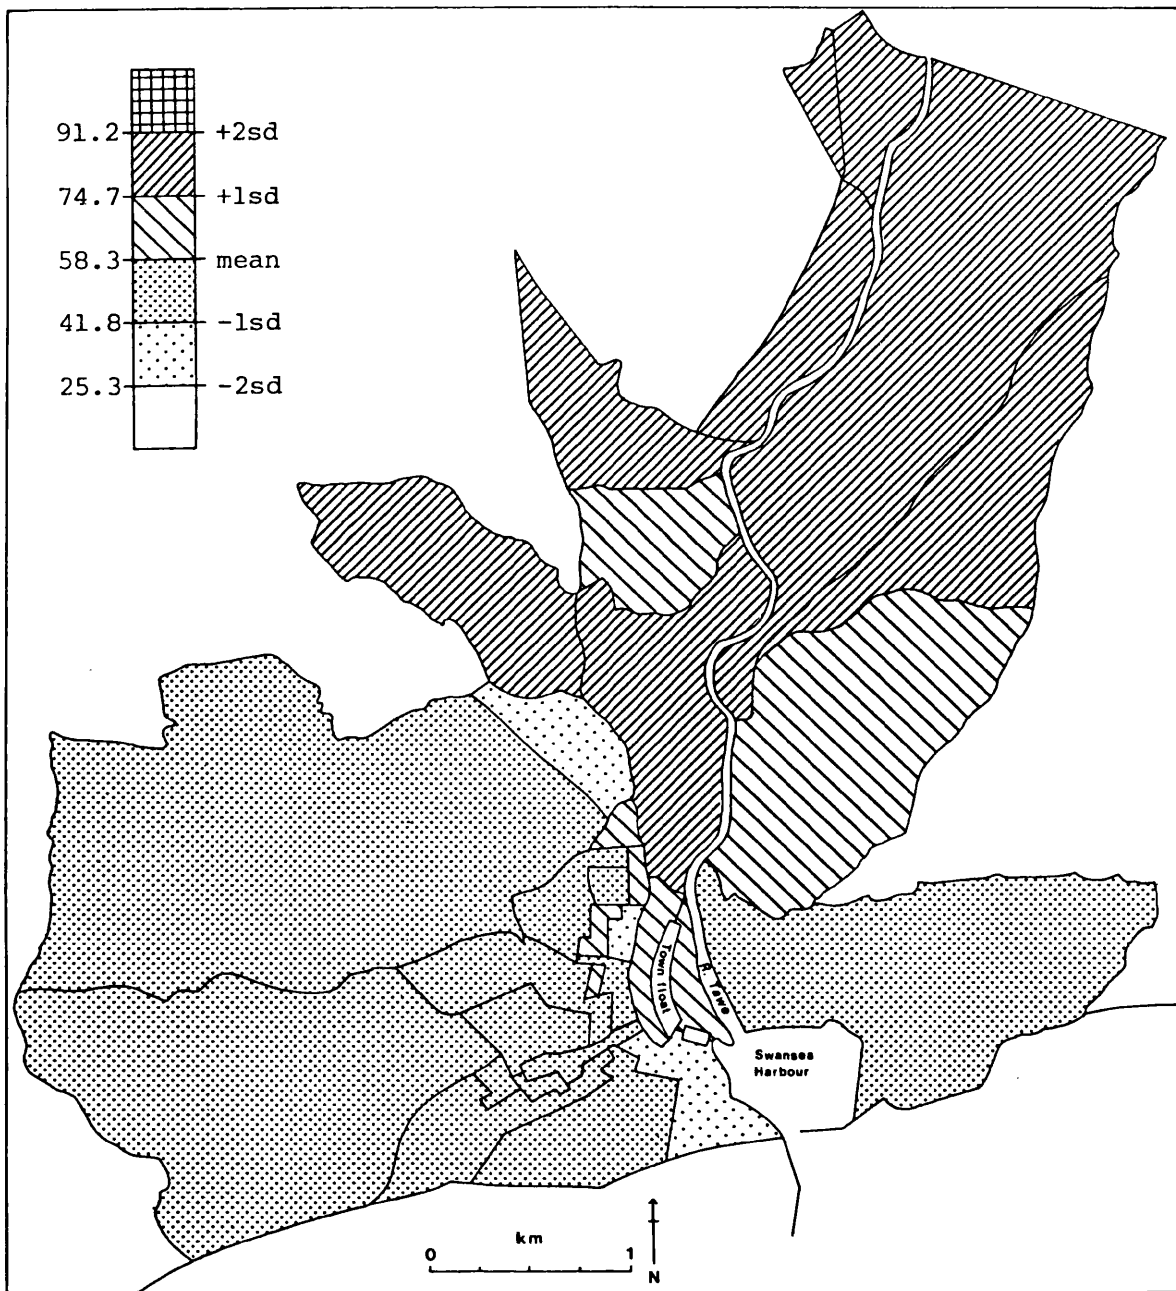 91.2 +2sd
74.7 +1sd
58.3 mean
41.8 -1sd
25.3 -2sd
Town float
R. Tawe
Swansea
Harbour
km
0 1
N